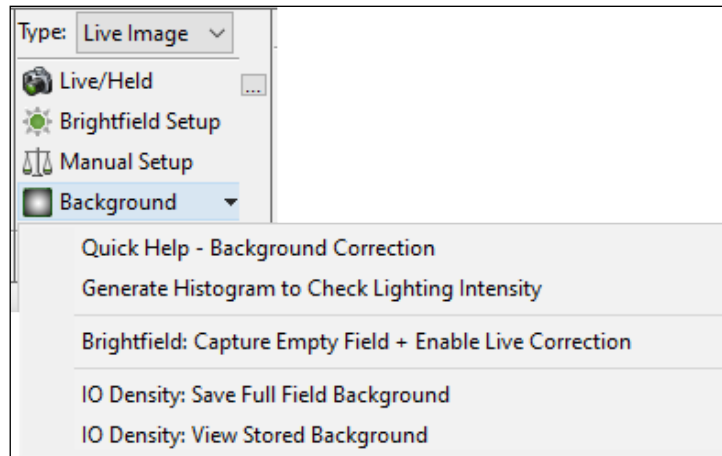 Type: Live Image
Live/Held ...
Brightfield Setup
Manual Setup
Background
Quick Help - Background Correction
Generate Histogram to Check Lighting Intensity
Brightfield: Capture Empty Field + Enable Live Correction
IO Density: Save Full Field Background
IO Density: View Stored Background